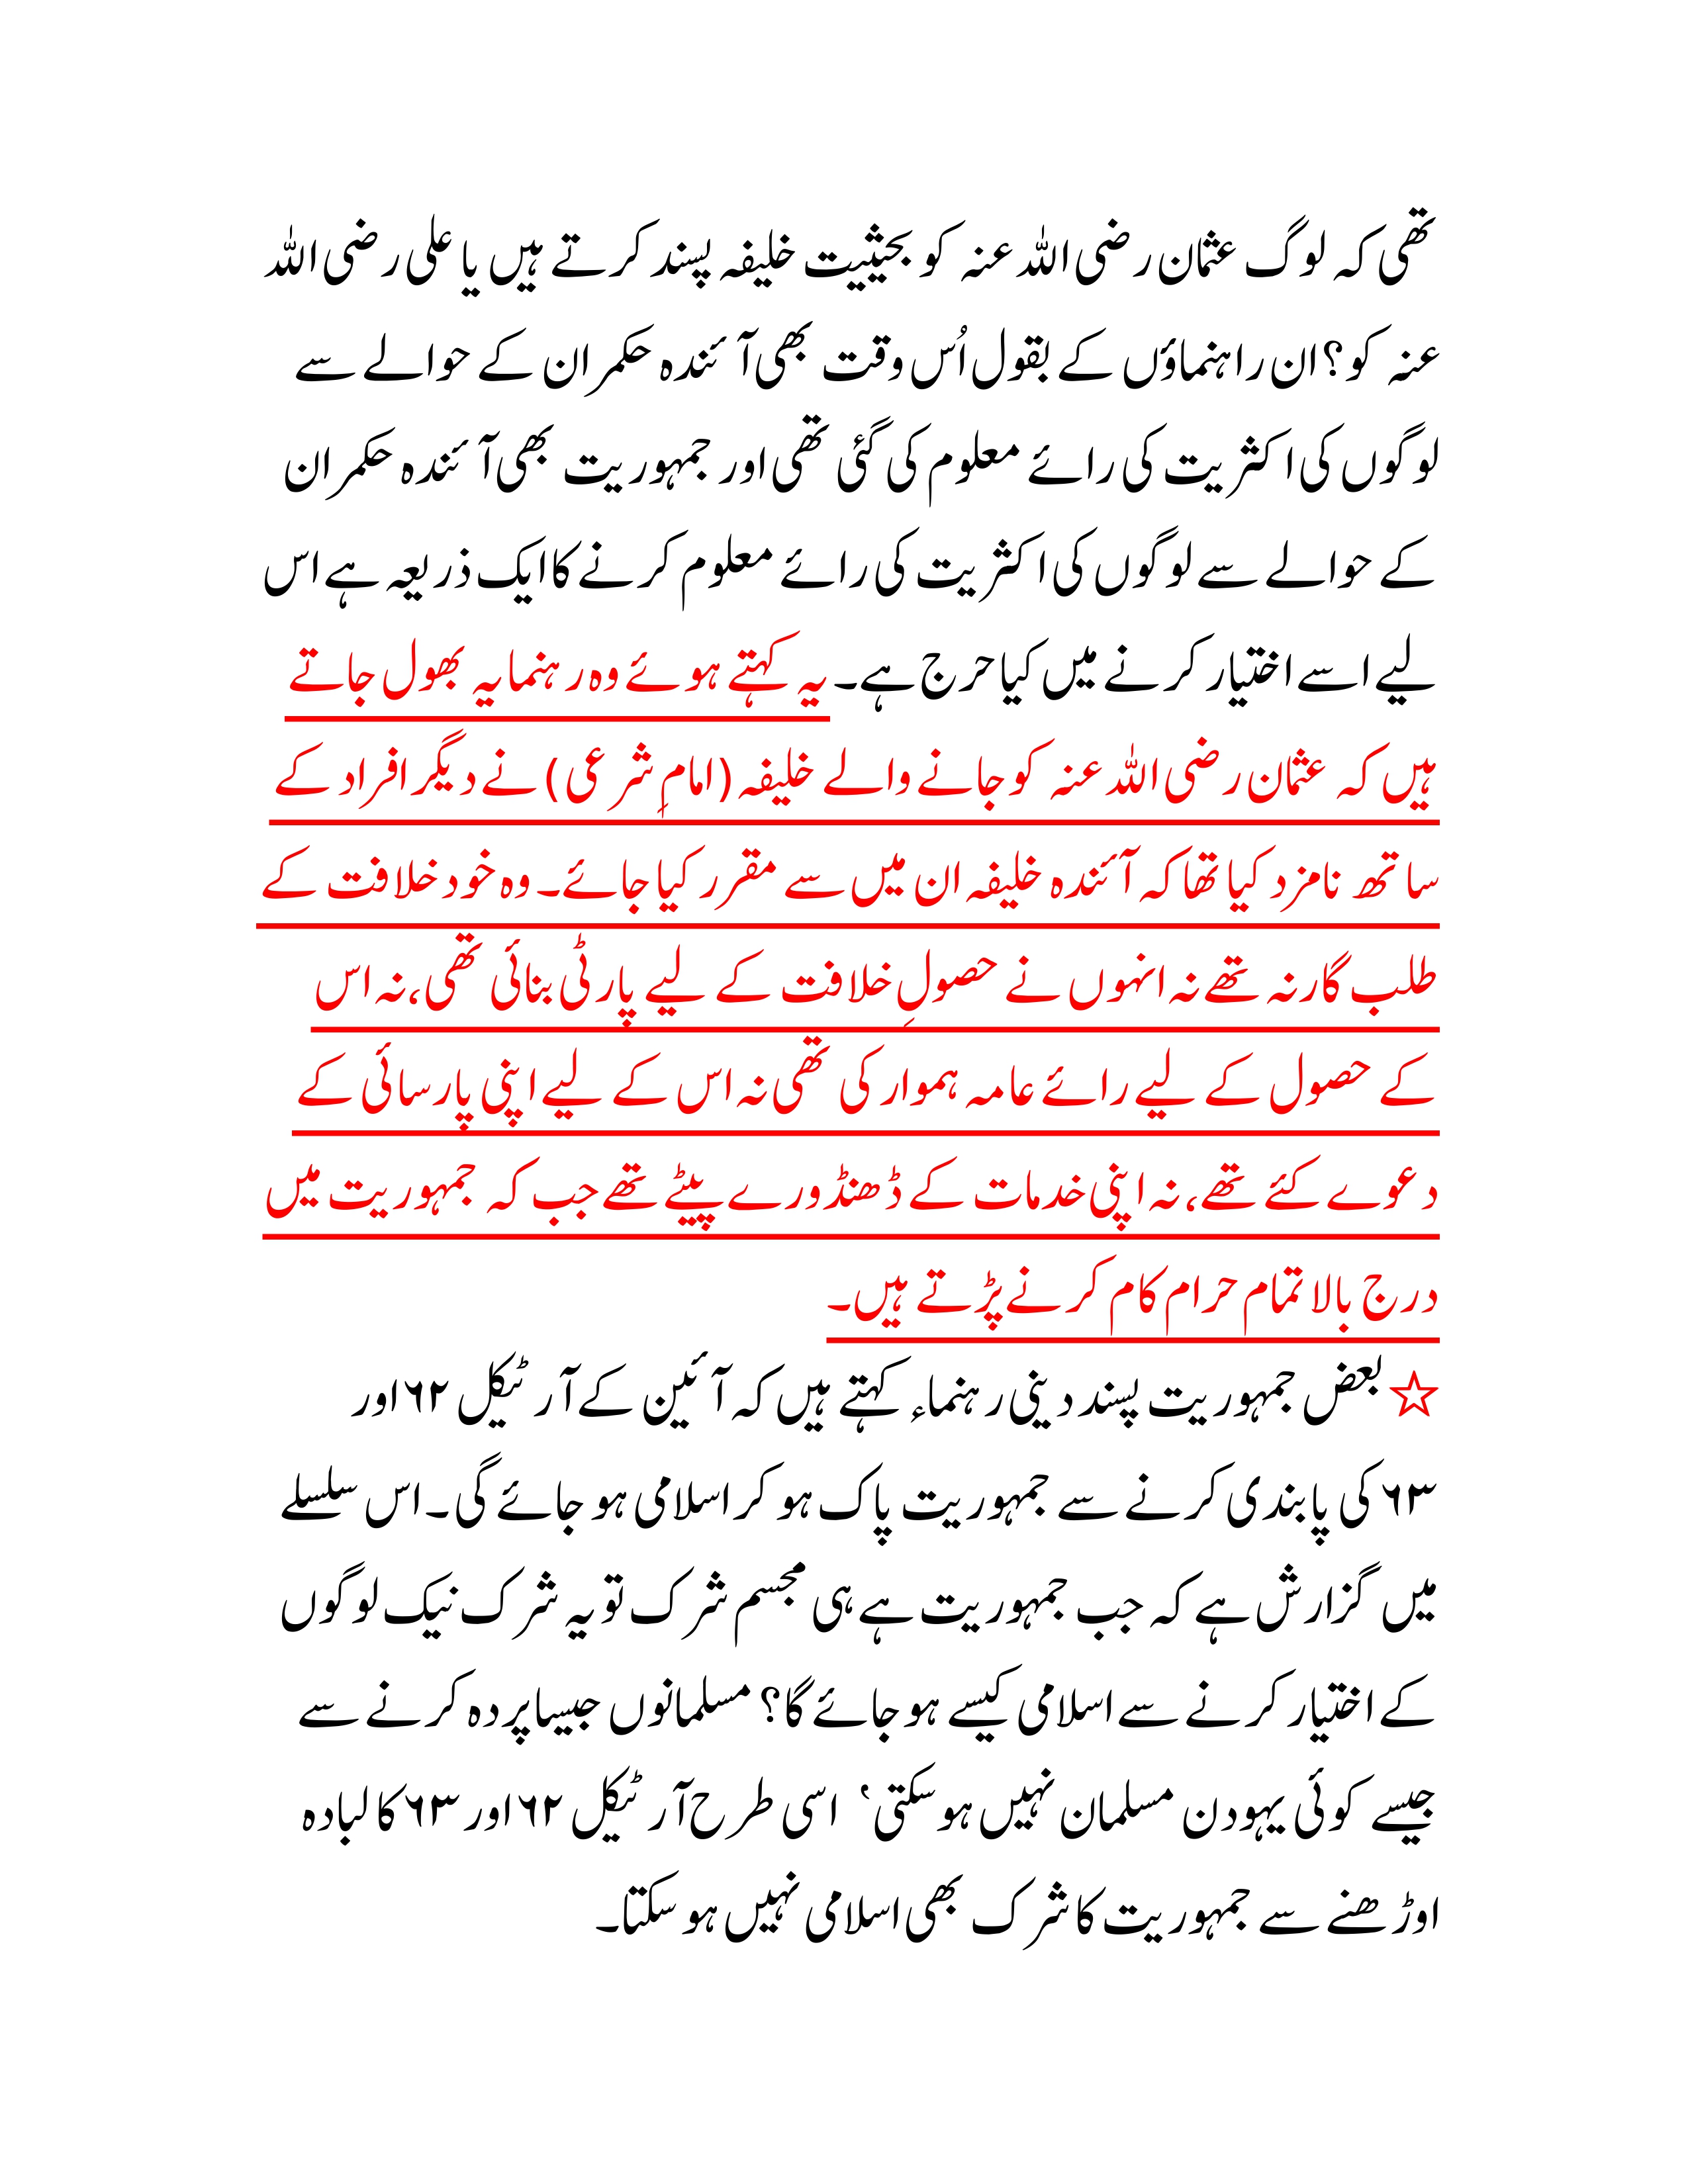 تھی کہ لوگ عثمان رضی اللہ عنہ کو بحیثیت خلیفہ پسند کرتے ہیں یا علی رضی اللہ
عنہ کو؟ ان راہنماؤں کے بقول اُس وقت بھی آئندہ حکمران کے حوالے سے
لوگوں کی اکثریت کی رائے معلوم کی گئی تھی اور جمہوریت بھی آئندہ حکمران
کے حوالے سے لوگوں کی اکثریت کی رائے معلوم کرنے کا ایک ذریعہ ہے اس
لیے اسے اختیار کرنے میں کیا حرج ہے۔ یہ کہتے ہوئے وہ رہنما یہ بھول جاتے
ہیں کہ عثمان رضی اللہ عنہ کو جانے والے خلیفہ (امامِ شرعی) نے دیگر افراد کے
ساتھ نامزد کیا تھا کہ آئندہ خلیفہ ان میں سے مقرر کیا جائے۔ وہ خود خلافت کے
طلب گار نہ تھے نہ انہوں نے حصولِ خلافت کے لیے پارٹی بنائی تھی، نہ اس
کے حصول کے لیے رائے عامہ ہموار کی تھی نہ اس کے لیے اپنی پارسائی کے
دعوے کئے تھے، نہ اپنی خدمات کے ڈھنڈورے پیٹے تھے جب کہ جمہوریت میں
درج بالا تمام حرام کام کرنے پڑتے ہیں۔
☆ بعض جمہوریت پسند دینی رہنماء کہتے ہیں کہ آئین کے آرٹیکل ۶۲ اور
۶۳ کی پابندی کرنے سے جمہوریت پاک ہو کر اسلامی ہو جائے گی۔ اس سلسلے
میں گزارش ہے کہ جب جمہوریت ہے ہی مجسم شرک تو یہ شرک نیک لوگوں
کے اختیار کرنے سے اسلامی کیسے ہو جائے گا؟ مسلمانوں جیسا پردہ کرنے سے
جیسے کوئی یہودن مسلمان نہیں ہو سکتی‘ اسی طرح آرٹیکل ۶۲ اور ۶۳ کا لبادہ
اوڑھنے سے جمہوریت کا شرک بھی اسلامی نہیں ہو سکتا۔